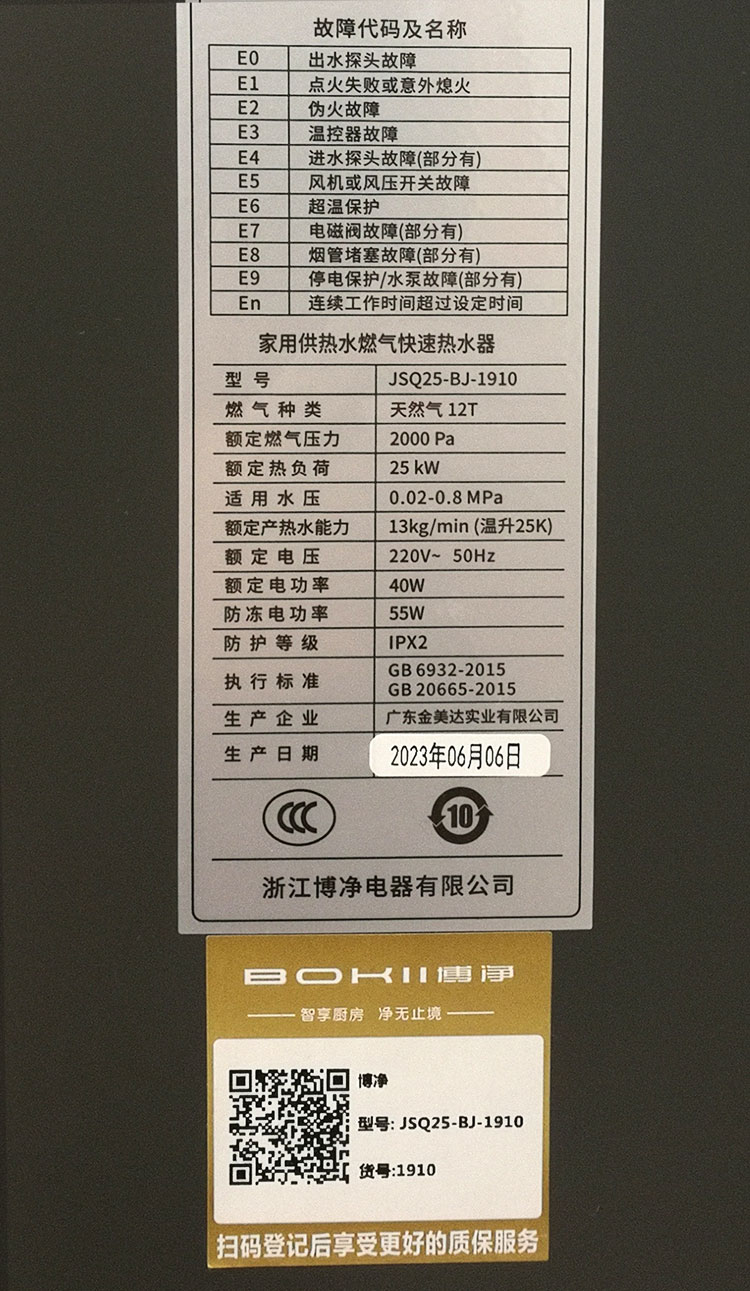 故障代码及名称
E0 出水探头故障
E1 点火失败或意外熄火
E2 伪火故障
E3 温控器故障
E4 进水探头故障(部分有)
E5 风机或风压开关故障
E6 超温保护
E7 电磁阀故障(部分有)
E8 烟管堵塞故障(部分有)
E9 停电保护/水泵故障(部分有)
En 连续工作时间超过设定时间
家用供热水燃气快速热水器
型号 JSQ25-BJ-1910
燃气种类 天然气 12T
额定燃气压力 2000 Pa
额定热负荷 25 kW
适用水压 0.02-0.8 MPa
额定产热水能力 13kg/min (温升25K)
额定电压 220V~ 50Hz
额定电功率 40W
防冻电功率 55W
防护等级 IPX2
执行标准 GB 6932-2015
GB 20665-2015
生产企业 广东金美达实业有限公司
生产日期 2023年06月06日
CCC 10
浙江博净电器有限公司
BOKII博净
智享厨房 净无止境
博净
型号: JSQ25-BJ-1910
货号:1910
扫码登记后享受更好的质保服务